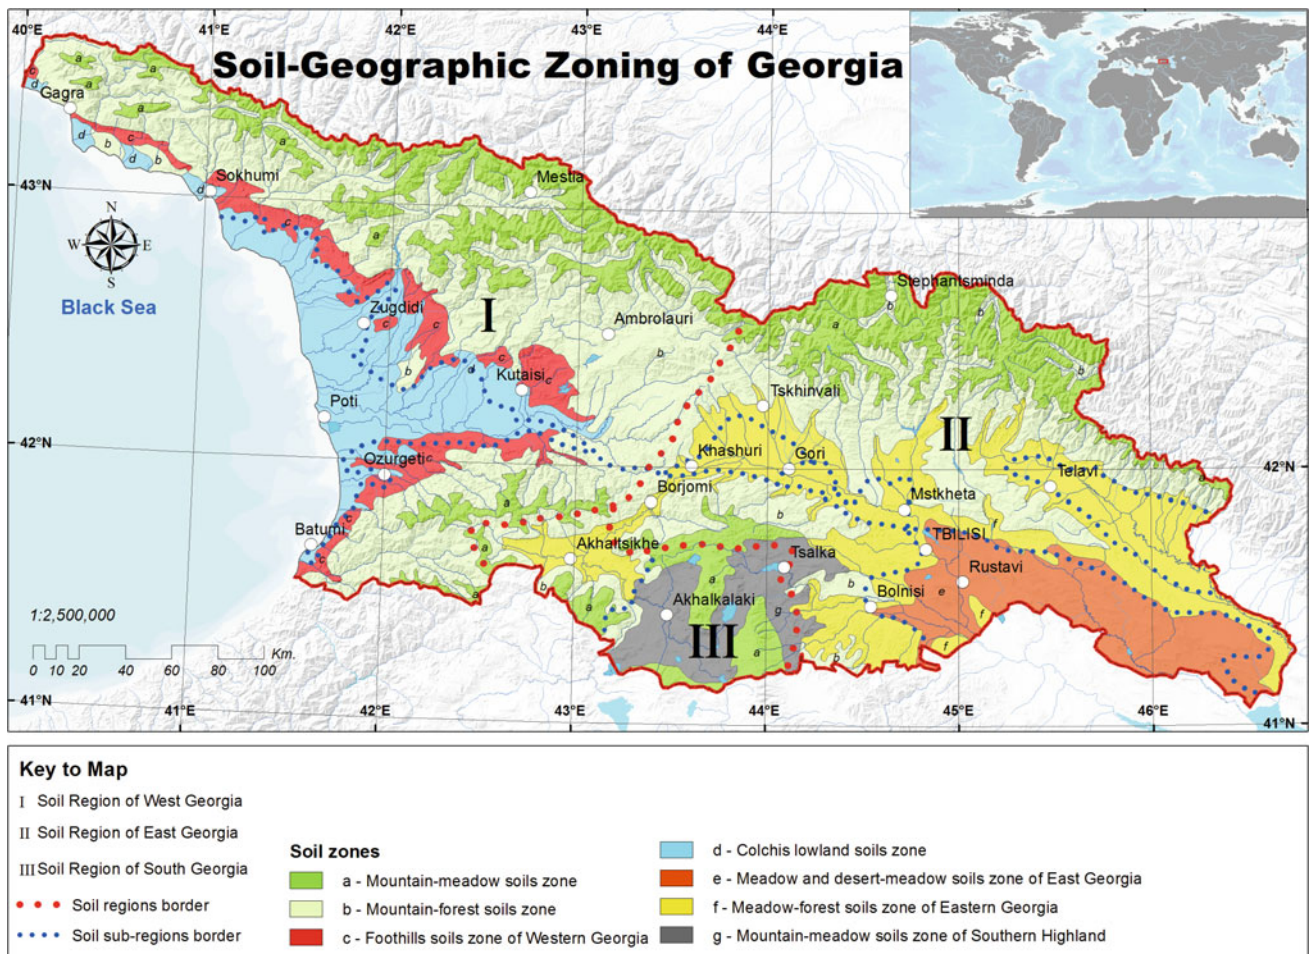 40°E 41°E 42°E 43°E 44°E
Soil-Geographic Zoning of Georgia
a
c a a
d a
Gagra
a
d c
b a
d b
Sokhumi Mestia
43°N d
N c
a
W E
S
Stephantsminda
Black Sea Zugdidi I Ambrolauri a b b
c c
b
c
b d Kutaisi c Tskhinvali b
Poti
42°N II
Ozurgeti c Khashuri Gori Telavi 42°N
Borjomi Mstkheta a
a b f
Batumi c Akhaltsikhe TBILISI
c a Tsalka Rustavi
a b a b e
a Akhalkalaki g Bolnisi f
1:2,500,000 III
a b f
Km.
0 10 20 40 60 80 100
41°N 41°N
41°E 42°E 43°E 44°E 45°E 46°E
Key to Map
I Soil Region of West Georgia
II Soil Region of East Georgia
III Soil Region of South Georgia
Soil regions border
Soil sub-regions border
Soil zones
a - Mountain-meadow soils zone
b - Mountain-forest soils zone
c - Foothills soils zone of Western Georgia
d - Colchis lowland soils zone
e - Meadow and desert-meadow soils zone of East Georgia
f - Meadow-forest soils zone of Eastern Georgia
g - Mountain-meadow soils zone of Southern Highland